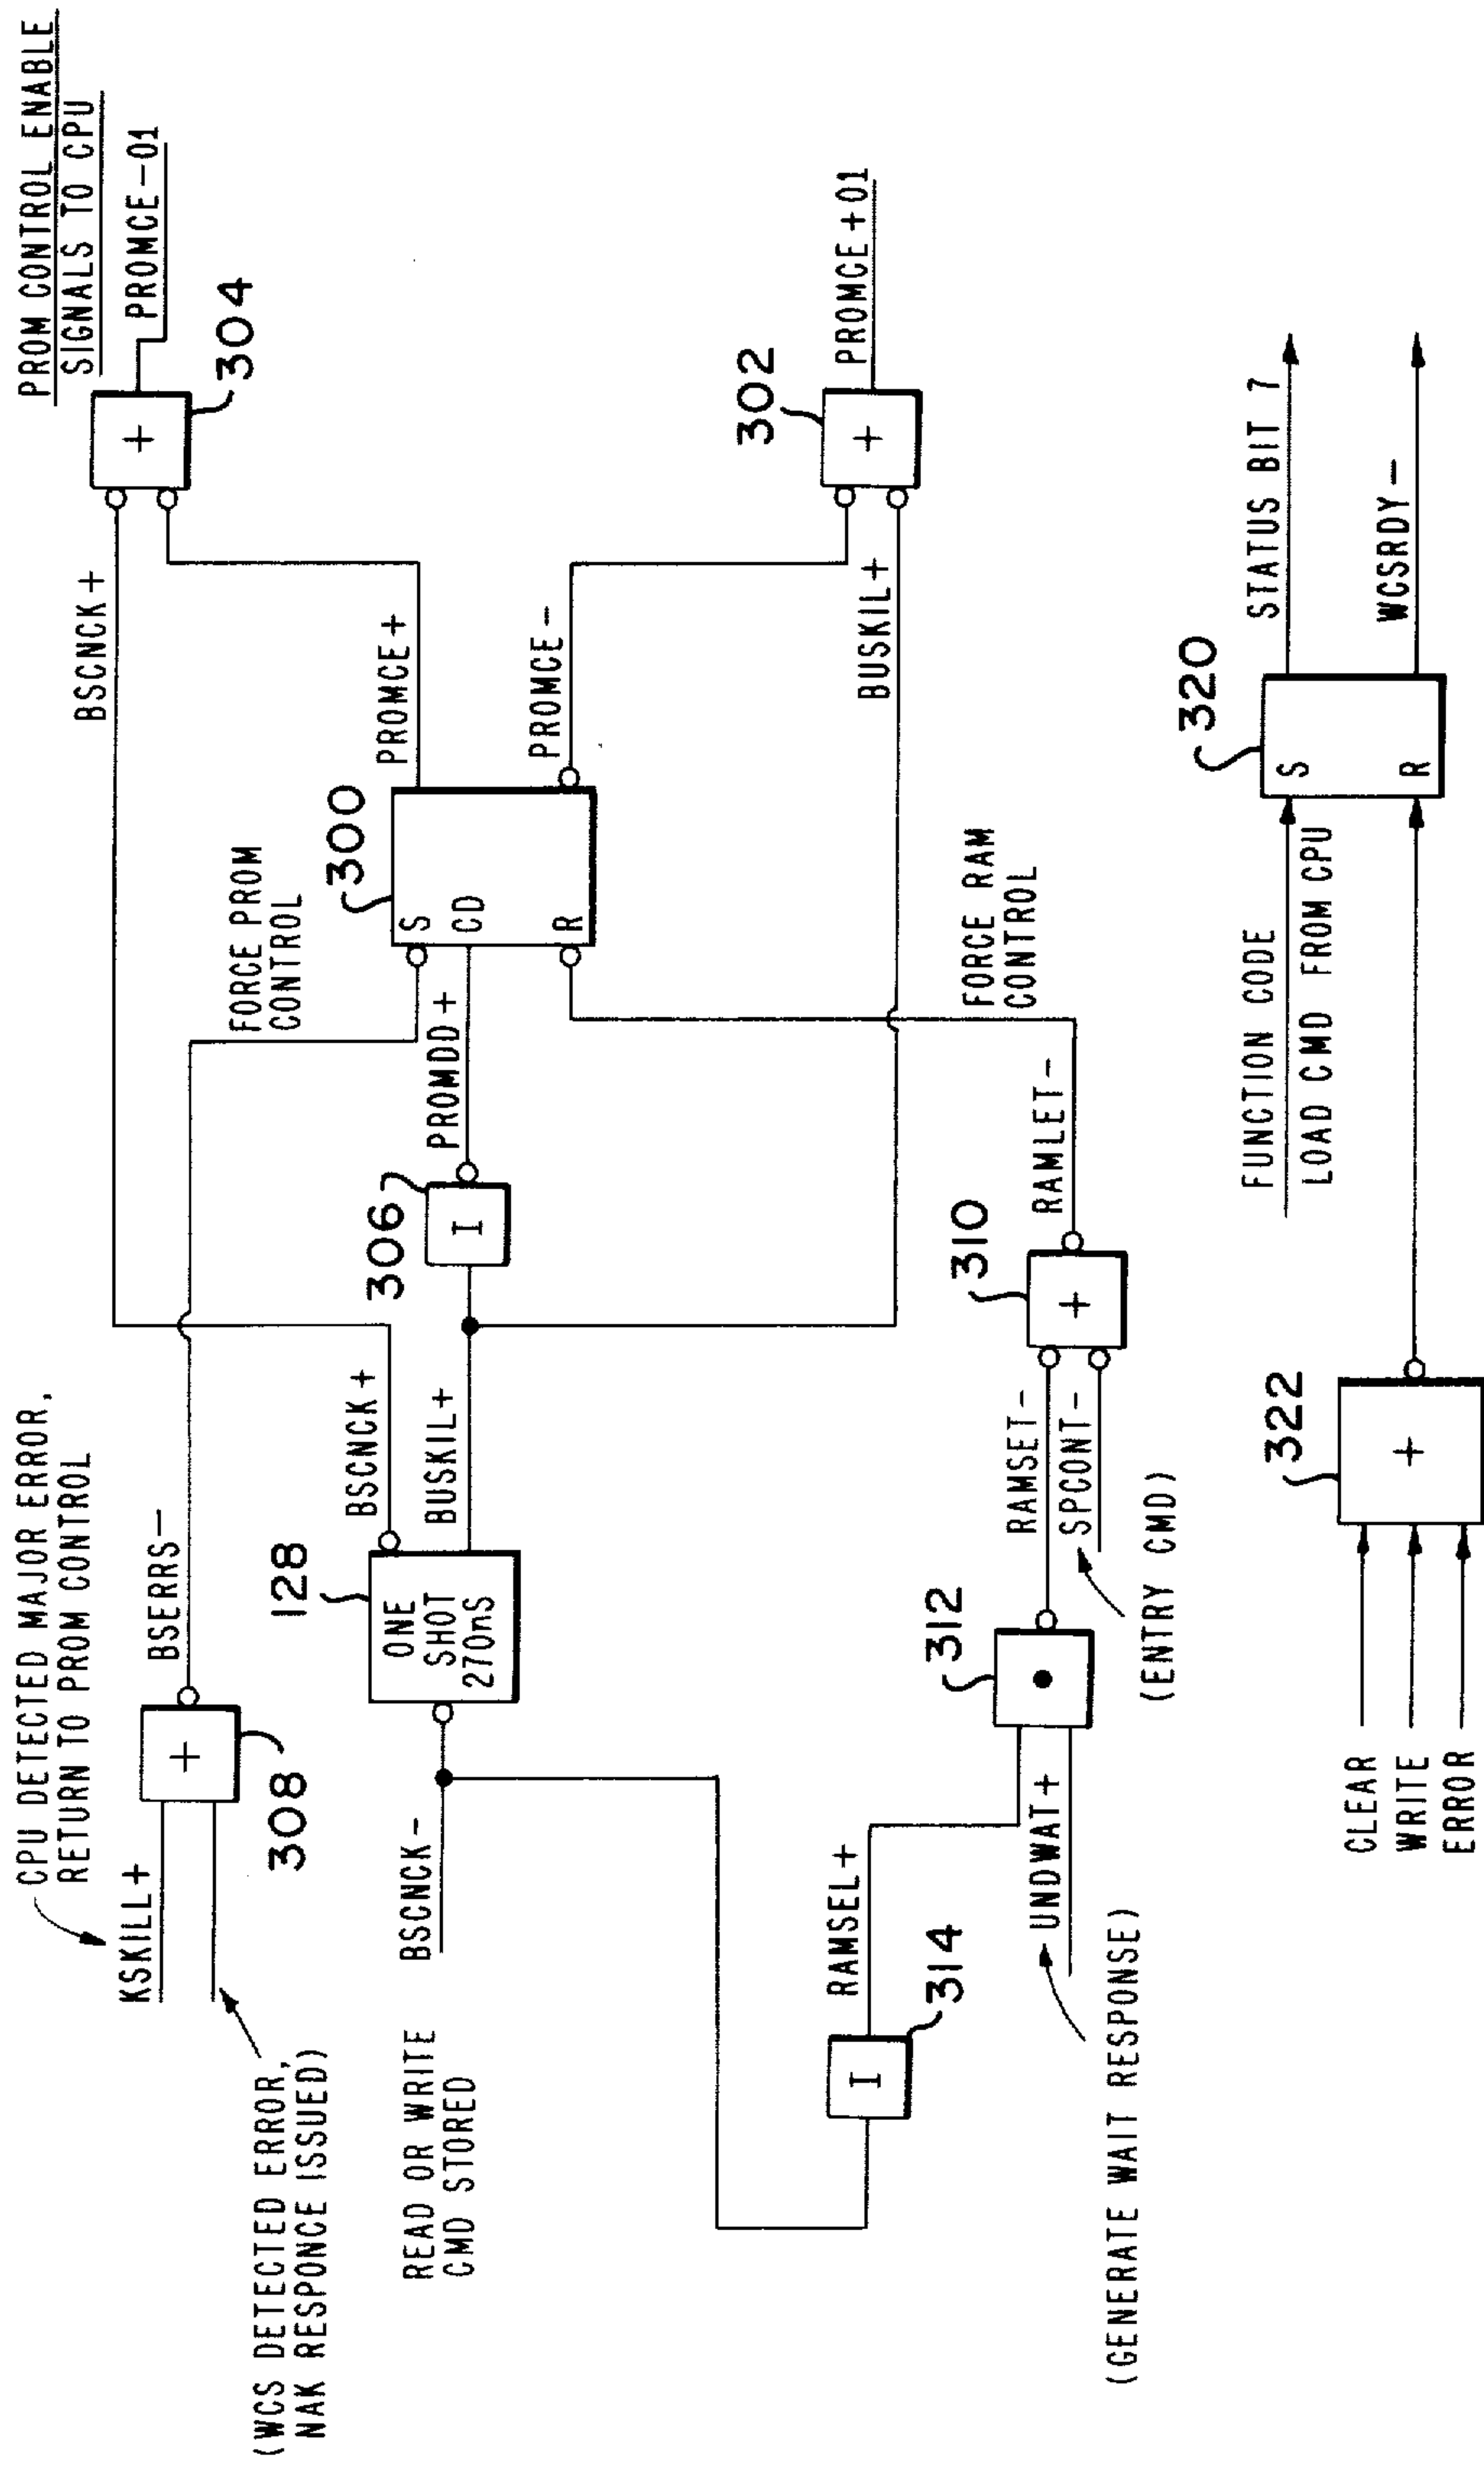 CPU DETECTED MAJOR ERROR,
RETURN TO PROM CONTROL
KSKILL+
308
+
BSERRS-
(WCS DETECTED ERROR,
NAK RESPONCE ISSUED)
READ OR WRITE
CMD STORED
BSCNCK-
128
ONE
SHOT
270nS
BSCNCK+
BUSKIL+
306
I
PROMDD+
FORCE PROM
CONTROL
300
S
CD
R
PROMCE+
PROMCE-
BSCNCK+
PROM CONTROL ENABLE
SIGNALS TO CPU
PROMCE-01
304
+
302
+
PROMCE+01
BUSKIL+
FORCE RAM
CONTROL
RAMLET-
310
+
RAMSET-
SPCONT-
(ENTRY CMD)
312
RAMSEL+
314
I
UNDWAT+
(GENERATE WAIT RESPONSE)
CLEAR
WRITE
ERROR
322
+
FUNCTION CODE
LOAD CMD FROM CPU
320
S
R
STATUS BIT 7
WCSRDY-